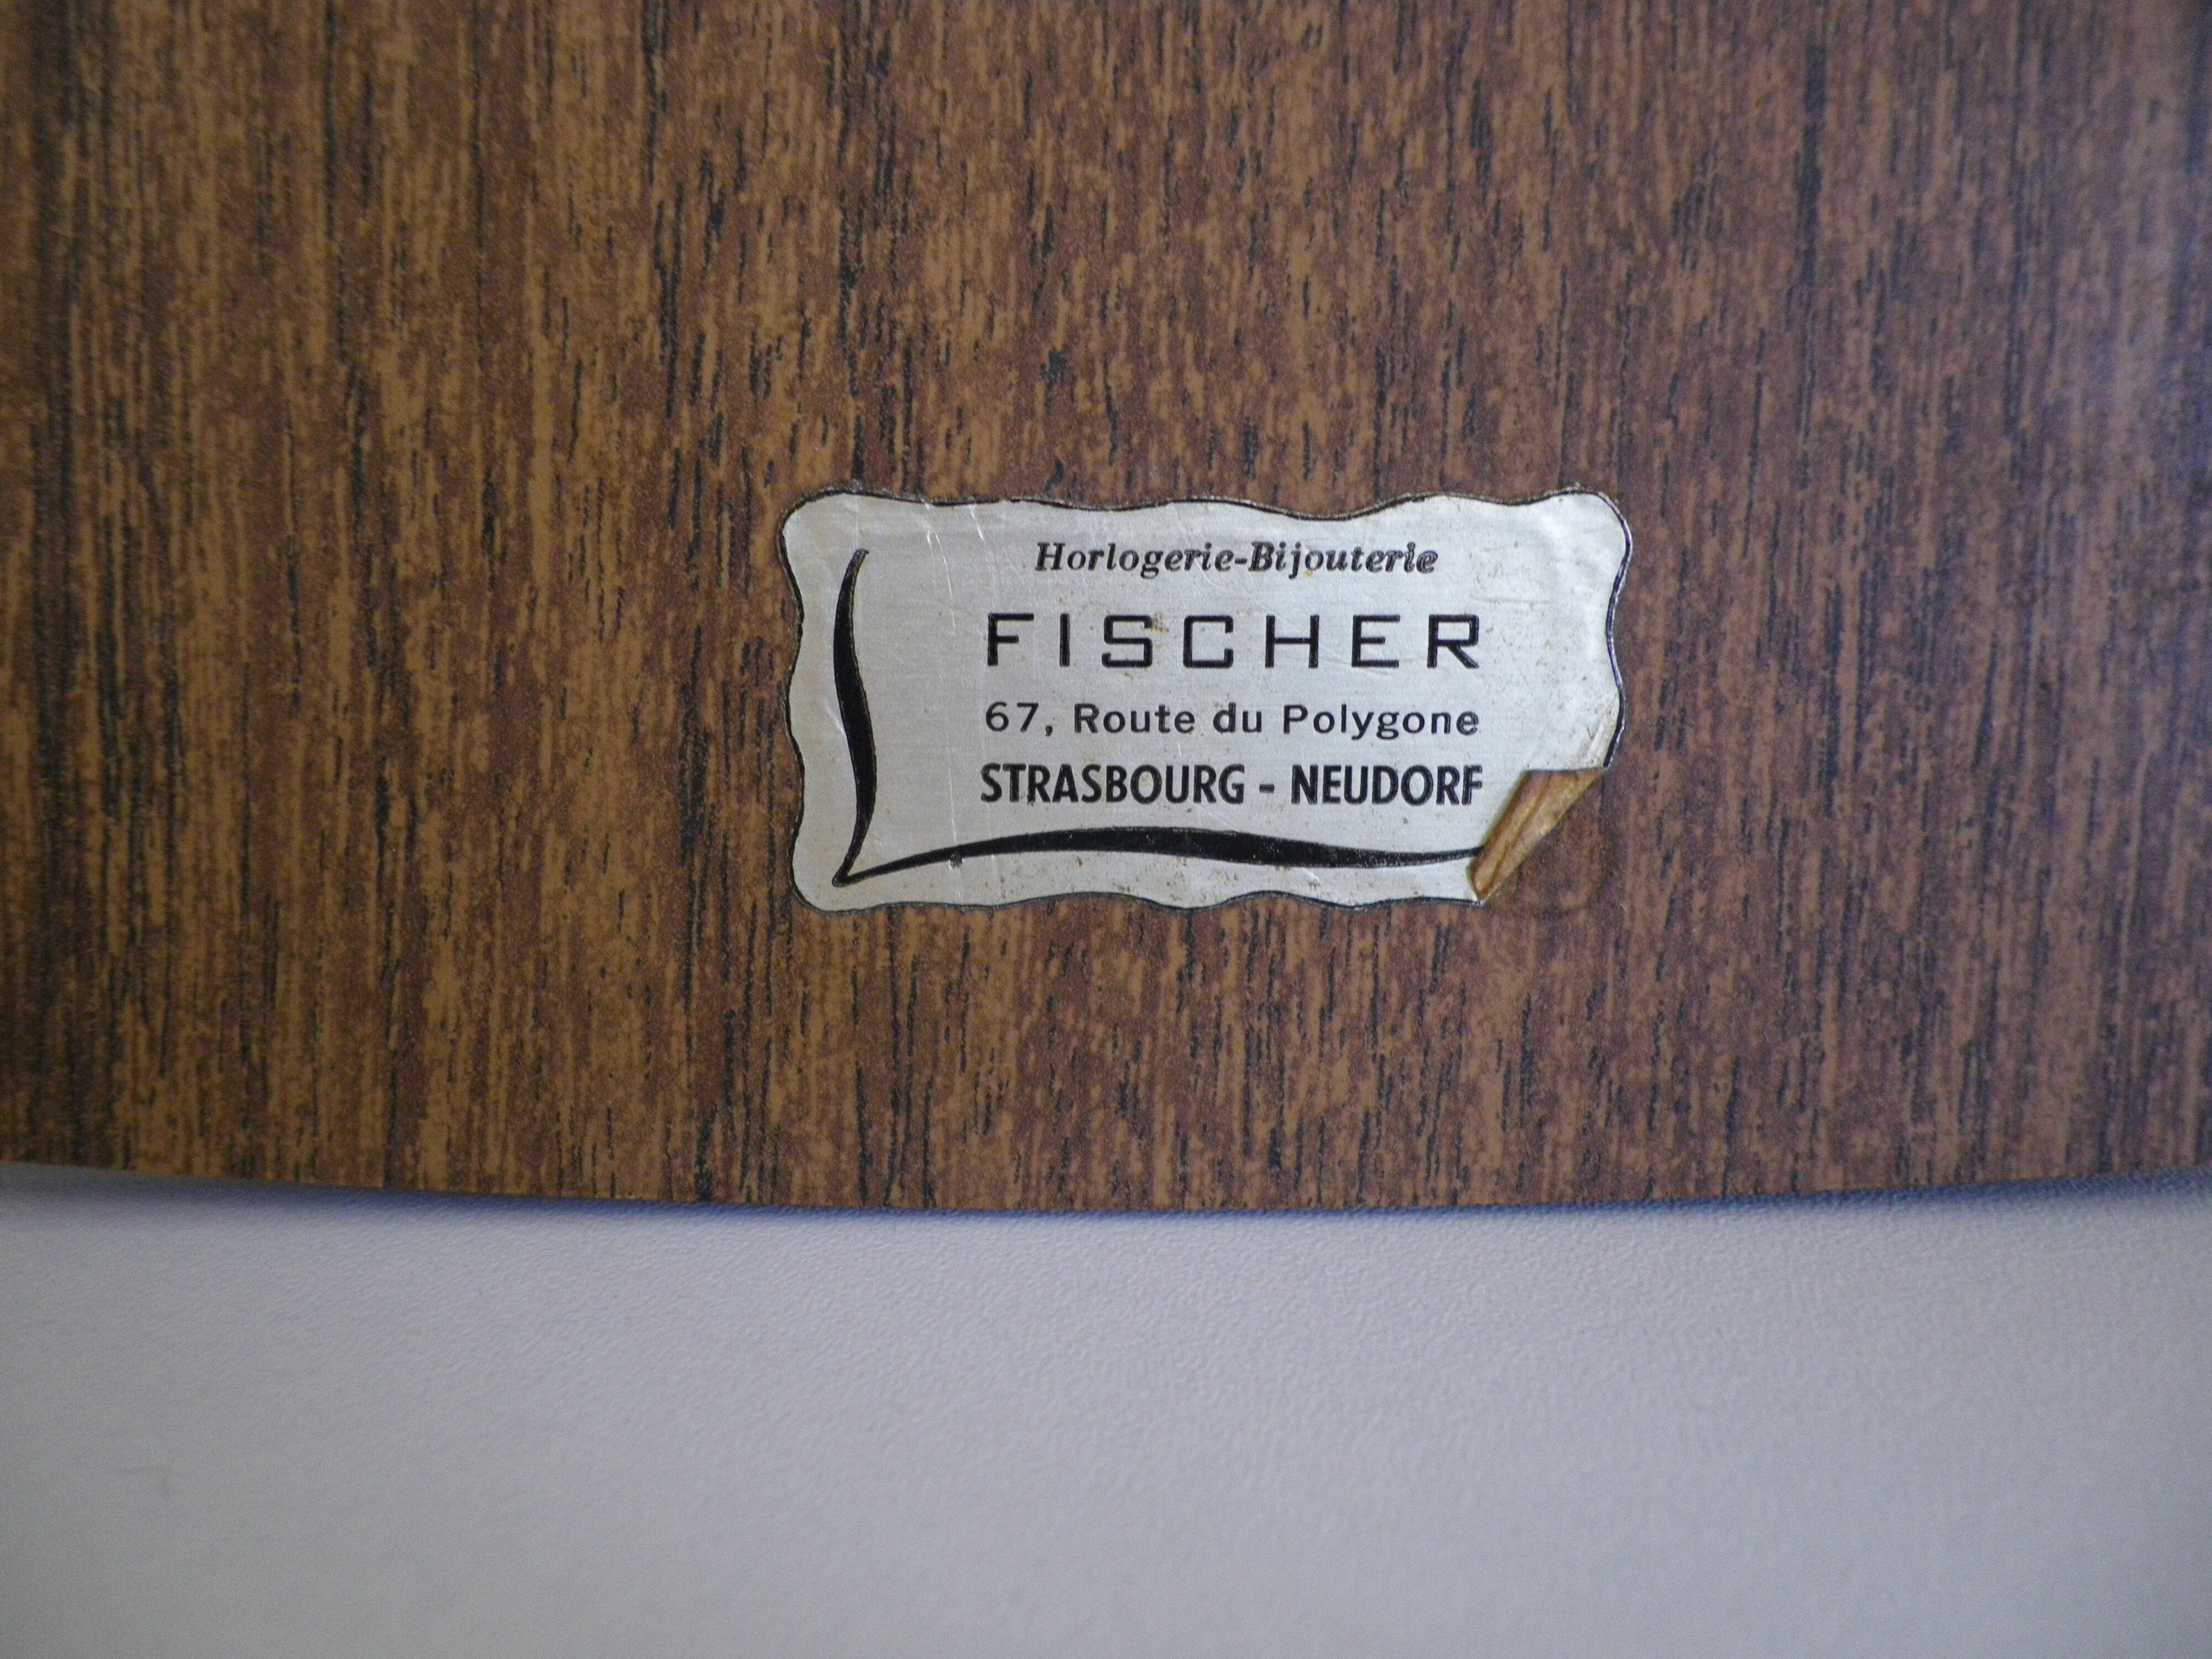 Horlogerie-Bijouterie
FISCHER
67, Route du Polygone
STRASBOURG - NEUDORF